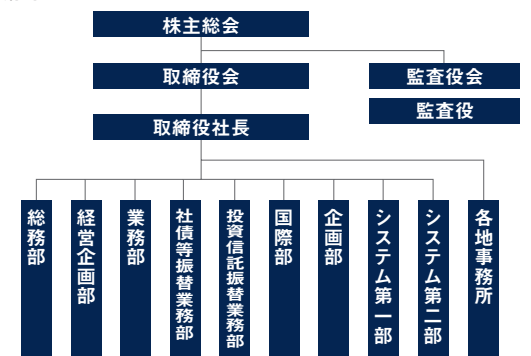 株主総会
取締役会
監査役会
監査役
取締役社長
総務部
経営企画部
業務部
社債等振替業務部
投資信託振替業務部
国際部
企画部
システム第一部
システム第二部
各地事務所